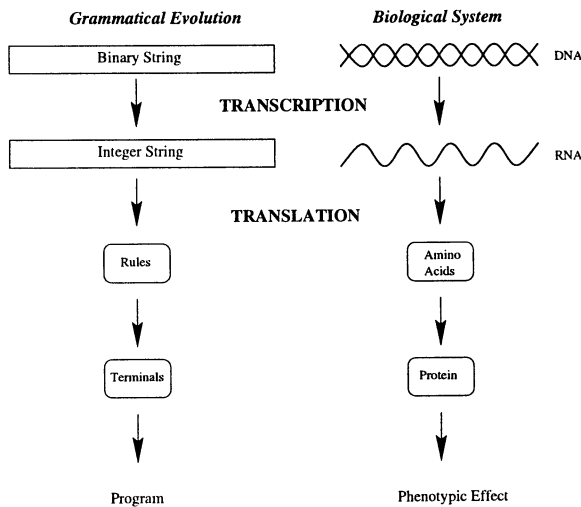 Grammatical Evolution
Biological System
Binary String
DNA
TRANSCRIPTION
Integer String
RNA
TRANSLATION
Rules
Amino
Acids
Terminals
Protein
Program
Phenotypic Effect